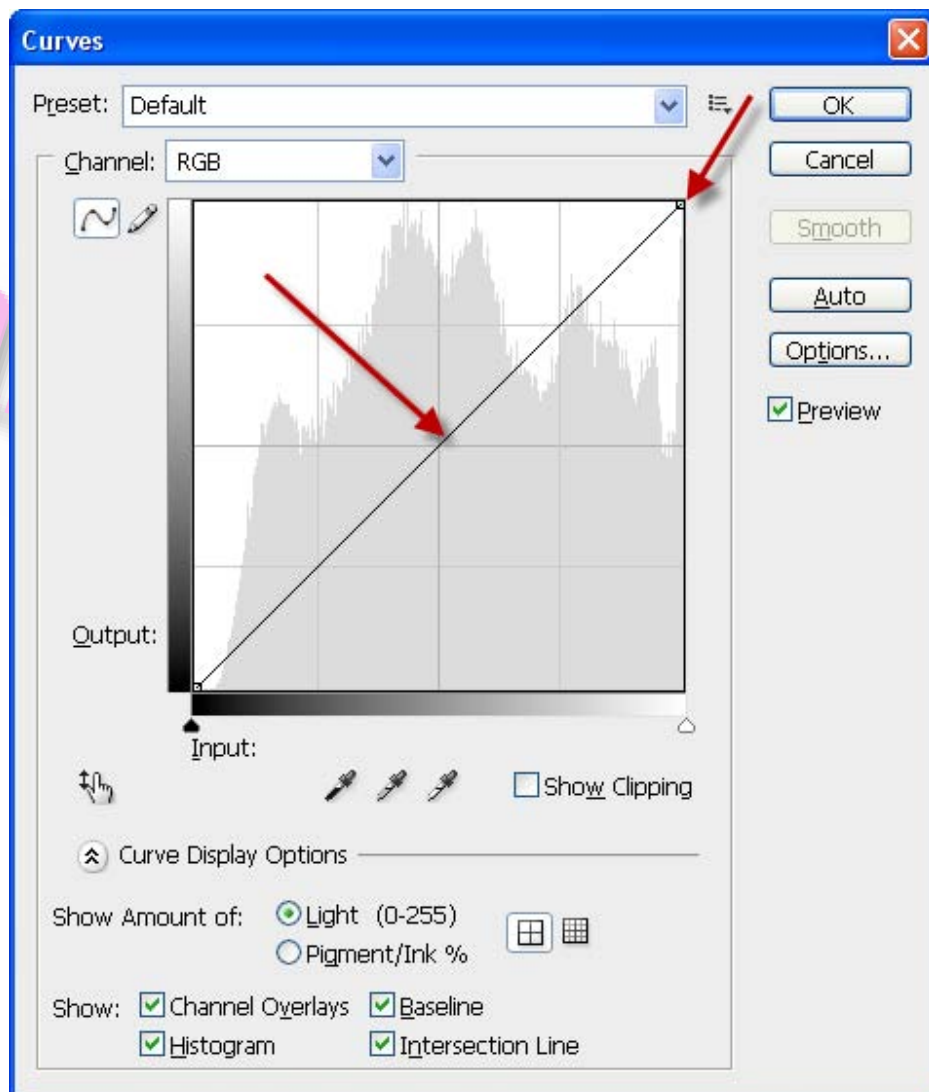 Curves
Preset: Default
OK
Channel: RGB
Cancel
Smooth
Auto
Options...
Preview
Output:
Input:
Show Clipping
Curve Display Options
Show Amount of: Light (0-255)
Pigment/Ink %
Show: Channel Overlays Baseline
Histogram Intersection Line